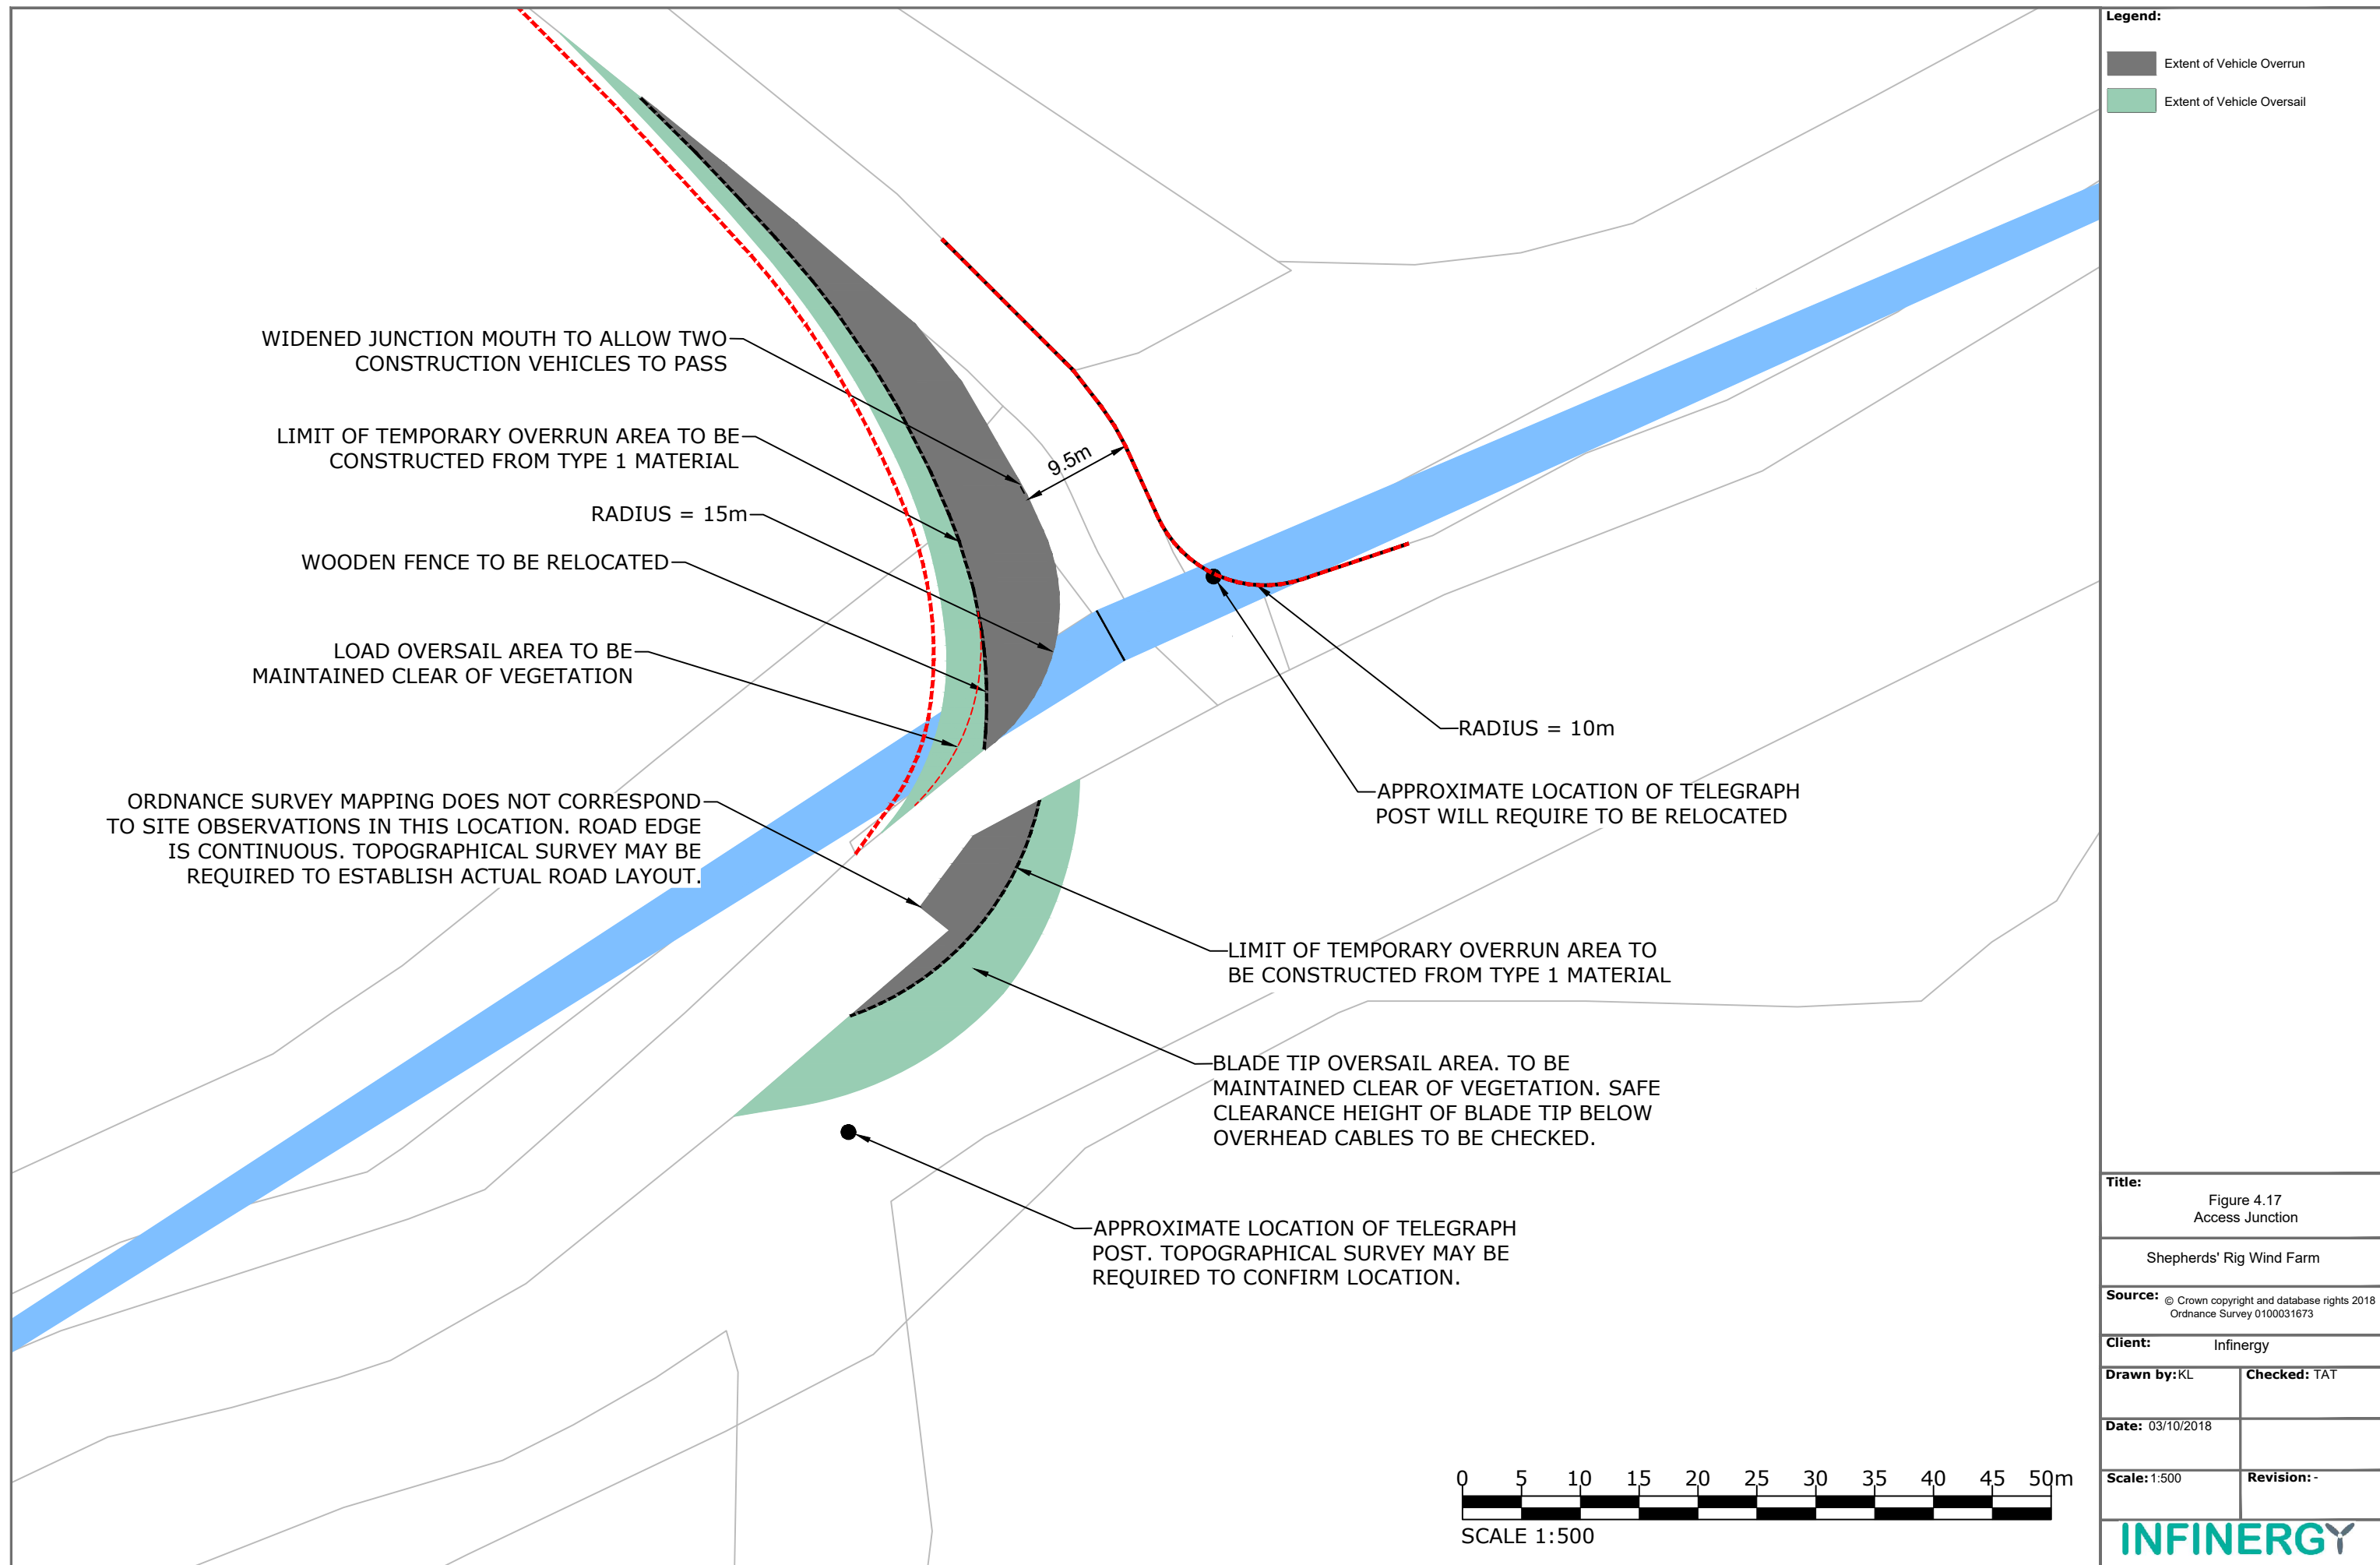 WIDENED JUNCTION MOUTH TO ALLOW TWO
CONSTRUCTION VEHICLES TO PASS
LIMIT OF TEMPORARY OVERRUN AREA TO BE
CONSTRUCTED FROM TYPE 1 MATERIAL
RADIUS = 15m
WOODEN FENCE TO BE RELOCATED
LOAD OVERSAIL AREA TO BE
MAINTAINED CLEAR OF VEGETATION
ORDNANCE SURVEY MAPPING DOES NOT CORRESPOND
TO SITE OBSERVATIONS IN THIS LOCATION. ROAD EDGE
IS CONTINUOUS. TOPOGRAPHICAL SURVEY MAY BE
REQUIRED TO ESTABLISH ACTUAL ROAD LAYOUT.
9.5m
RADIUS = 10m
APPROXIMATE LOCATION OF TELEGRAPH
POST WILL REQUIRE TO BE RELOCATED
LIMIT OF TEMPORARY OVERRUN AREA TO
BE CONSTRUCTED FROM TYPE 1 MATERIAL
BLADE TIP OVERSAIL AREA. TO BE
MAINTAINED CLEAR OF VEGETATION. SAFE
CLEARANCE HEIGHT OF BLADE TIP BELOW
OVERHEAD CABLES TO BE CHECKED.
APPROXIMATE LOCATION OF TELEGRAPH
POST. TOPOGRAPHICAL SURVEY MAY BE
REQUIRED TO CONFIRM LOCATION.
0 5 10 15 20 25 30 35 40 45 50m
SCALE 1:500
Legend:
Extent of Vehicle Overrun
Extent of Vehicle Oversail
Title:
Figure 4.17
Access Junction
Shepherds' Rig Wind Farm
Source: © Crown copyright and database rights 2018
Ordnance Survey 0100031673
Client: Infinergy
Drawn by: KL Checked: TAT
Date: 03/10/2018
Scale: 1:500 Revision: -
INFINERGY